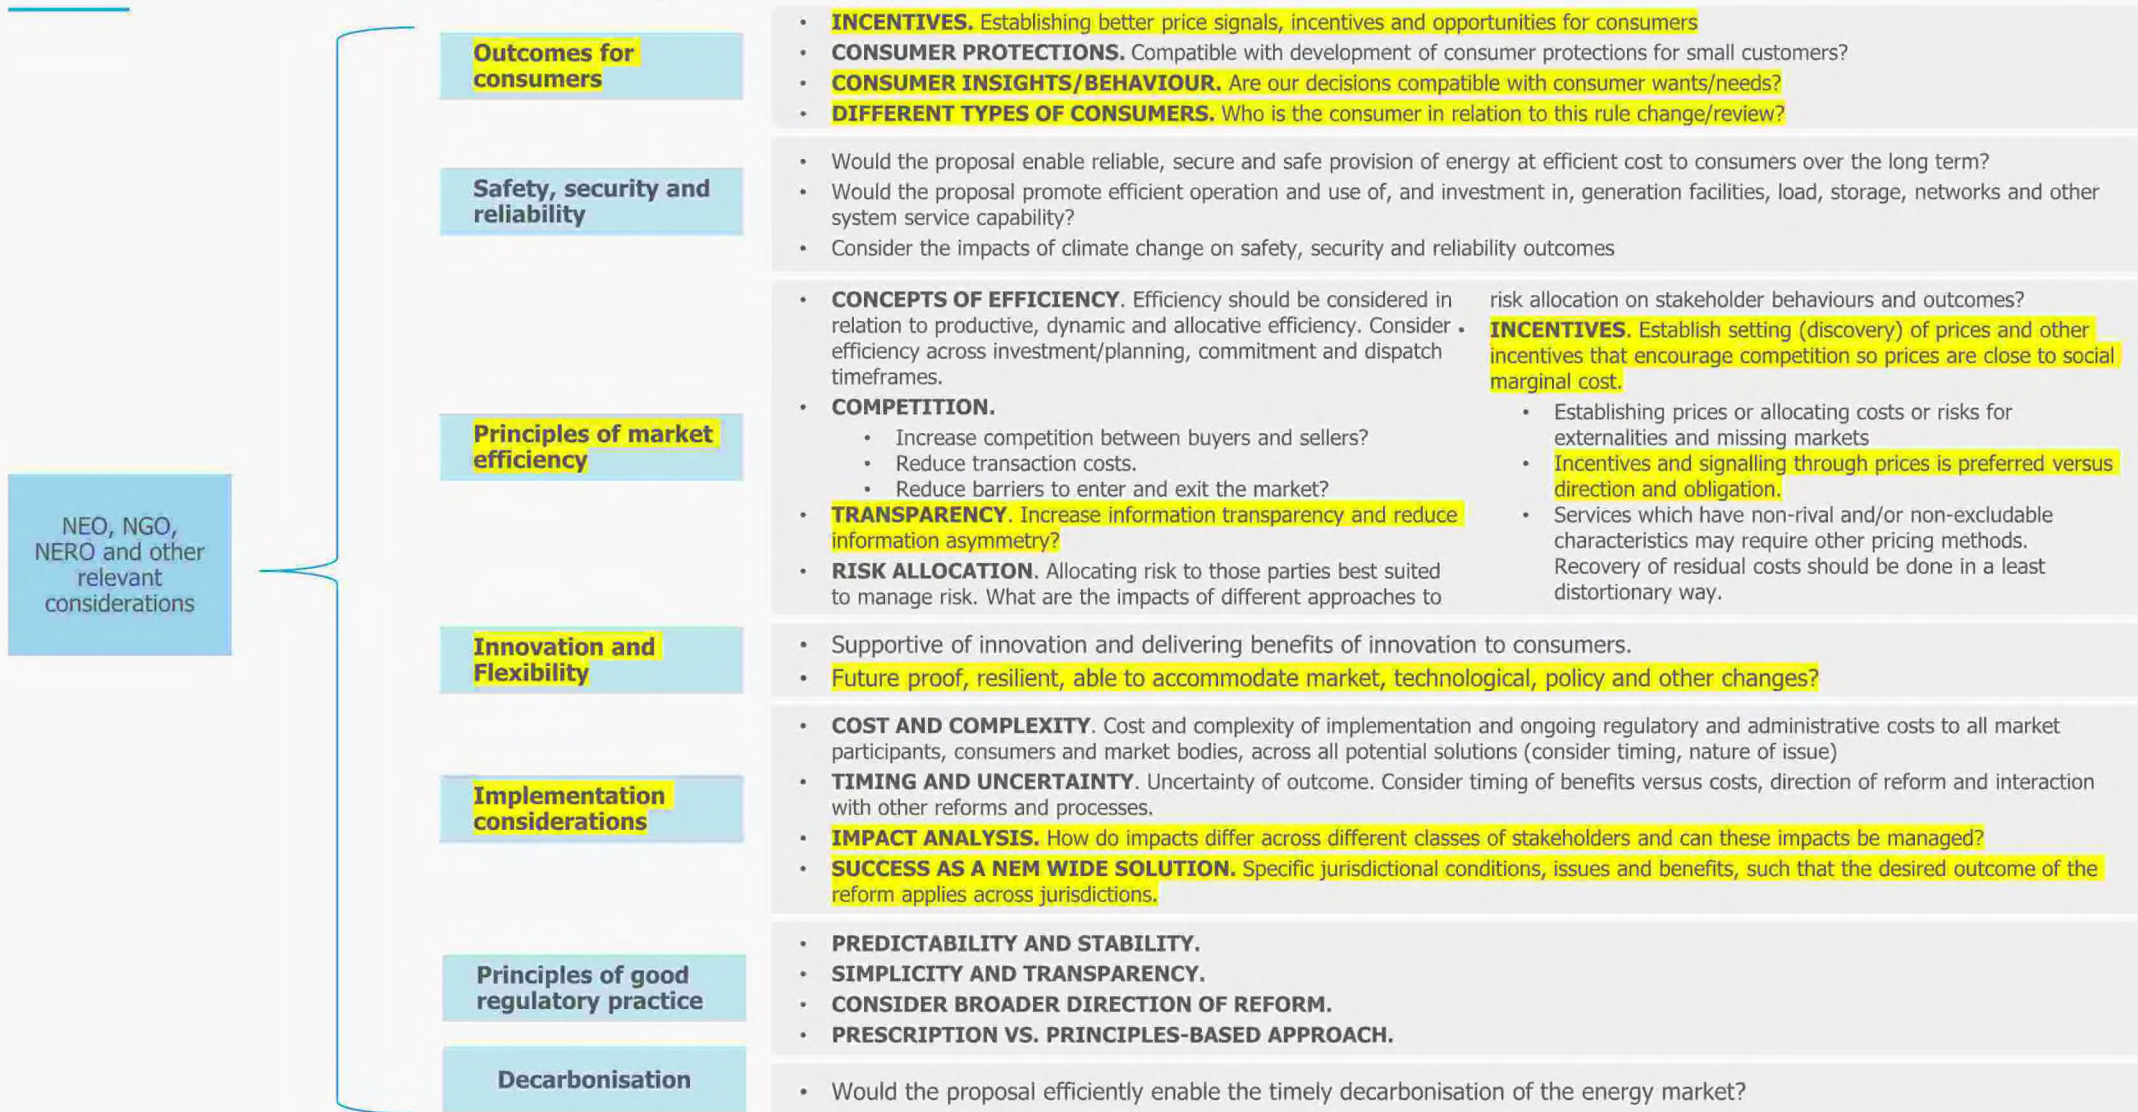 NEO, NGO,
NERO and other
relevant
considerations
Outcomes for
consumers
• INCENTIVES. Establishing better price signals, incentives and opportunities for consumers
• CONSUMER PROTECTIONS. Compatible with development of consumer protections for small customers?
• CONSUMER INSIGHTS/BEHAVIOUR. Are our decisions compatible with consumer wants/needs?
• DIFFERENT TYPES OF CONSUMERS. Who is the consumer in relation to this rule change/review?
Safety, security and
reliability
• Would the proposal enable reliable, secure and safe provision of energy at efficient cost to consumers over the long term?
• Would the proposal promote efficient operation and use of, and investment in, generation facilities, load, storage, networks and other
system service capability?
• Consider the impacts of climate change on safety, security and reliability outcomes
Principles of market
efficiency
• CONCEPTS OF EFFICIENCY. Efficiency should be considered in
relation to productive, dynamic and allocative efficiency. Consider
efficiency across investment/planning, commitment and dispatch
timeframes.
• COMPETITION.
• Increase competition between buyers and sellers?
• Reduce transaction costs.
• Reduce barriers to enter and exit the market?
• TRANSPARENCY. Increase information transparency and reduce
information asymmetry?
• RISK ALLOCATION. Allocating risk to those parties best suited
to manage risk. What are the impacts of different approaches to
risk allocation on stakeholder behaviours and outcomes?
• INCENTIVES. Establish setting (discovery) of prices and other
incentives that encourage competition so prices are close to social
marginal cost.
• Establishing prices or allocating costs or risks for
externalities and missing markets
• Incentives and signalling through prices is preferred versus
direction and obligation.
• Services which have non-rival and/or non-excludable
characteristics may require other pricing methods.
Recovery of residual costs should be done in a least
distortionary way.
Innovation and
Flexibility
• Supportive of innovation and delivering benefits of innovation to consumers.
• Future proof, resilient, able to accommodate market, technological, policy and other changes?
Implementation
considerations
• COST AND COMPLEXITY. Cost and complexity of implementation and ongoing regulatory and administrative costs to all market
participants, consumers and market bodies, across all potential solutions (consider timing, nature of issue)
• TIMING AND UNCERTAINTY. Uncertainty of outcome. Consider timing of benefits versus costs, direction of reform and interaction
with other reforms and processes.
• IMPACT ANALYSIS. How do impacts differ across different classes of stakeholders and can these impacts be managed?
• SUCCESS AS A NEM WIDE SOLUTION. Specific jurisdictional conditions, issues and benefits, such that the desired outcome of the
reform applies across jurisdictions.
Principles of good
regulatory practice
• PREDICTABILITY AND STABILITY.
• SIMPLICITY AND TRANSPARENCY.
• CONSIDER BROADER DIRECTION OF REFORM.
• PRESCRIPTION VS. PRINCIPLES-BASED APPROACH.
Decarbonisation
• Would the proposal efficiently enable the timely decarbonisation of the energy market?